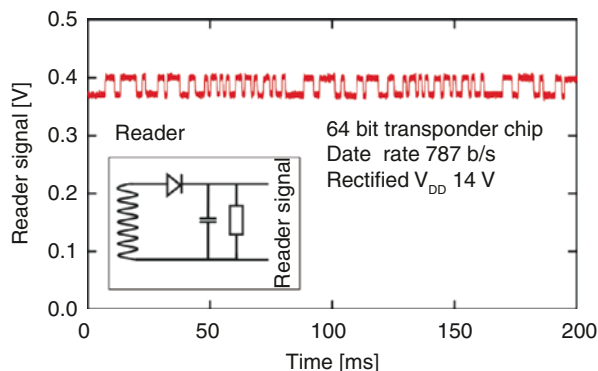 0.5
0.4
0.3
0.2
0.1
0.0
Reader signal [V]
Reader
Reader signal
64 bit transponder chip
Date rate 787 b/s
Rectified V_DD 14 V
0 50 100 150 200
Time [ms]